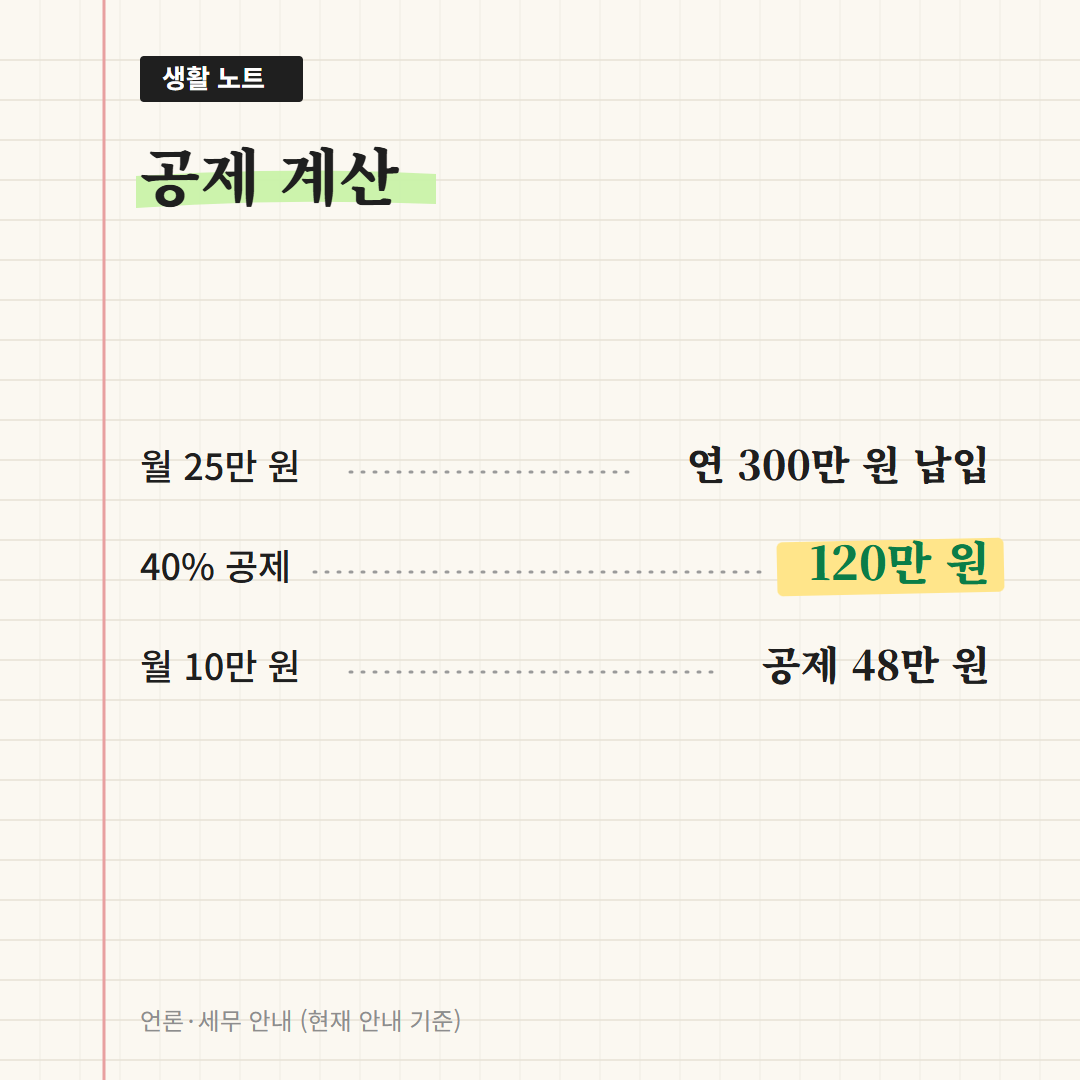 생활 노트
공제 계산
월 25만 원 연 300만 원 납입
40% 공제 120만 원
월 10만 원 공제 48만 원
언론·세무 안내 (현재 안내 기준)